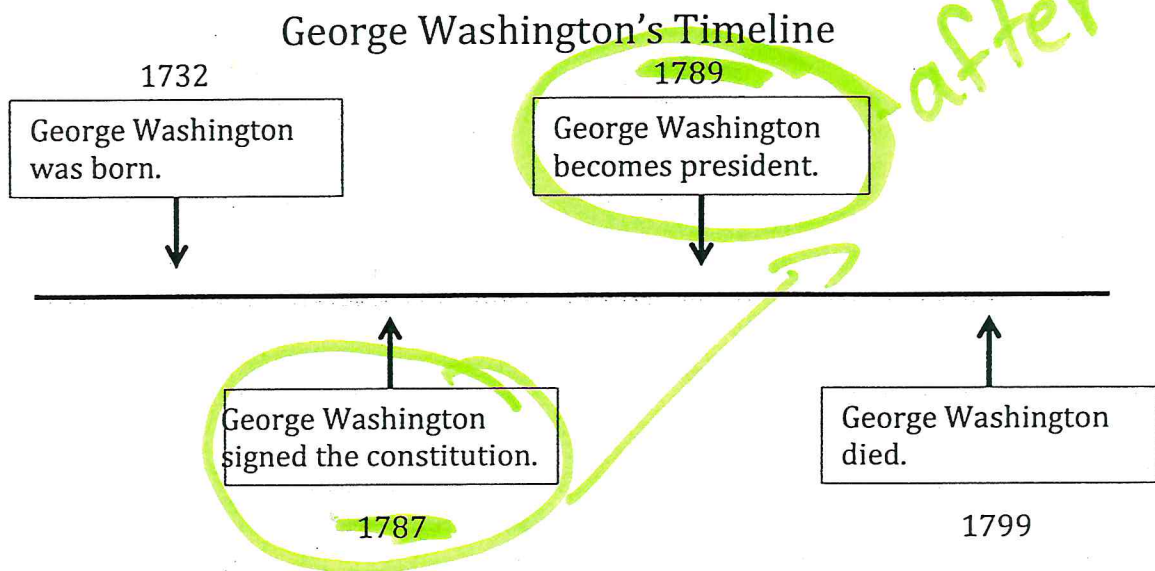 George Washington's Timeline
after
1732
1789
George Washington
was born.
George Washington
becomes president.
George Washington
signed the constitution.
1787
George Washington
died.
1799